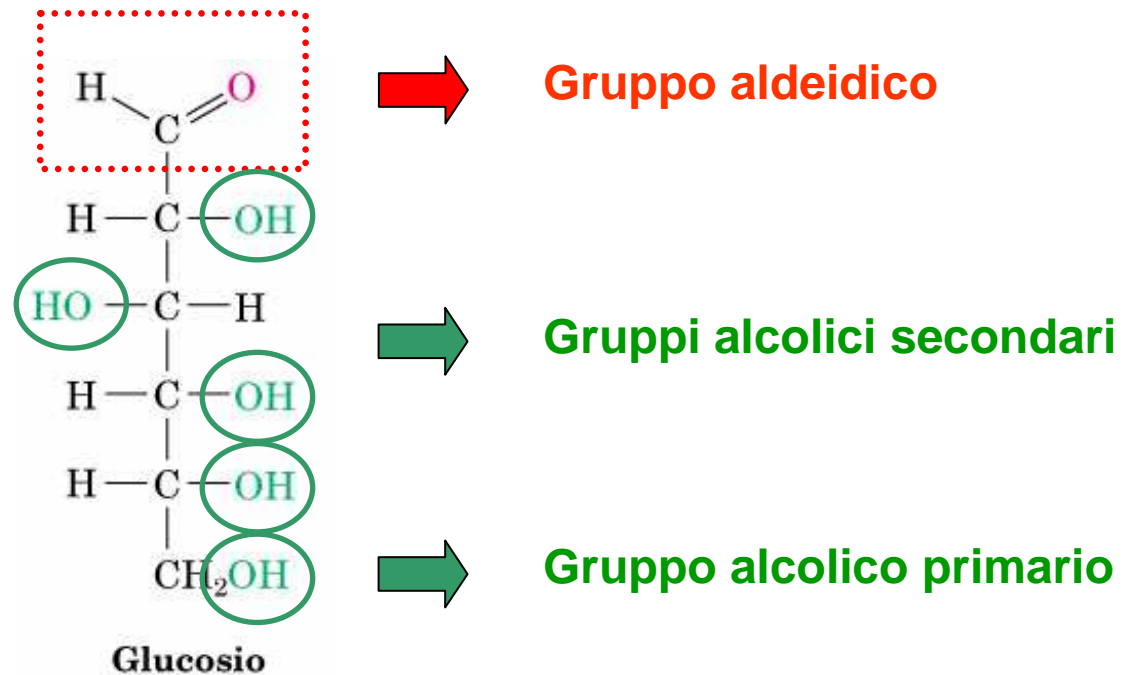 H O Gruppo aldeidico
C
H—C—OH
HO—C—H
Gruppi alcolici secondari
H—C—OH
H—C—OH
CH₂OH Gruppo alcolico primario
Glucosio